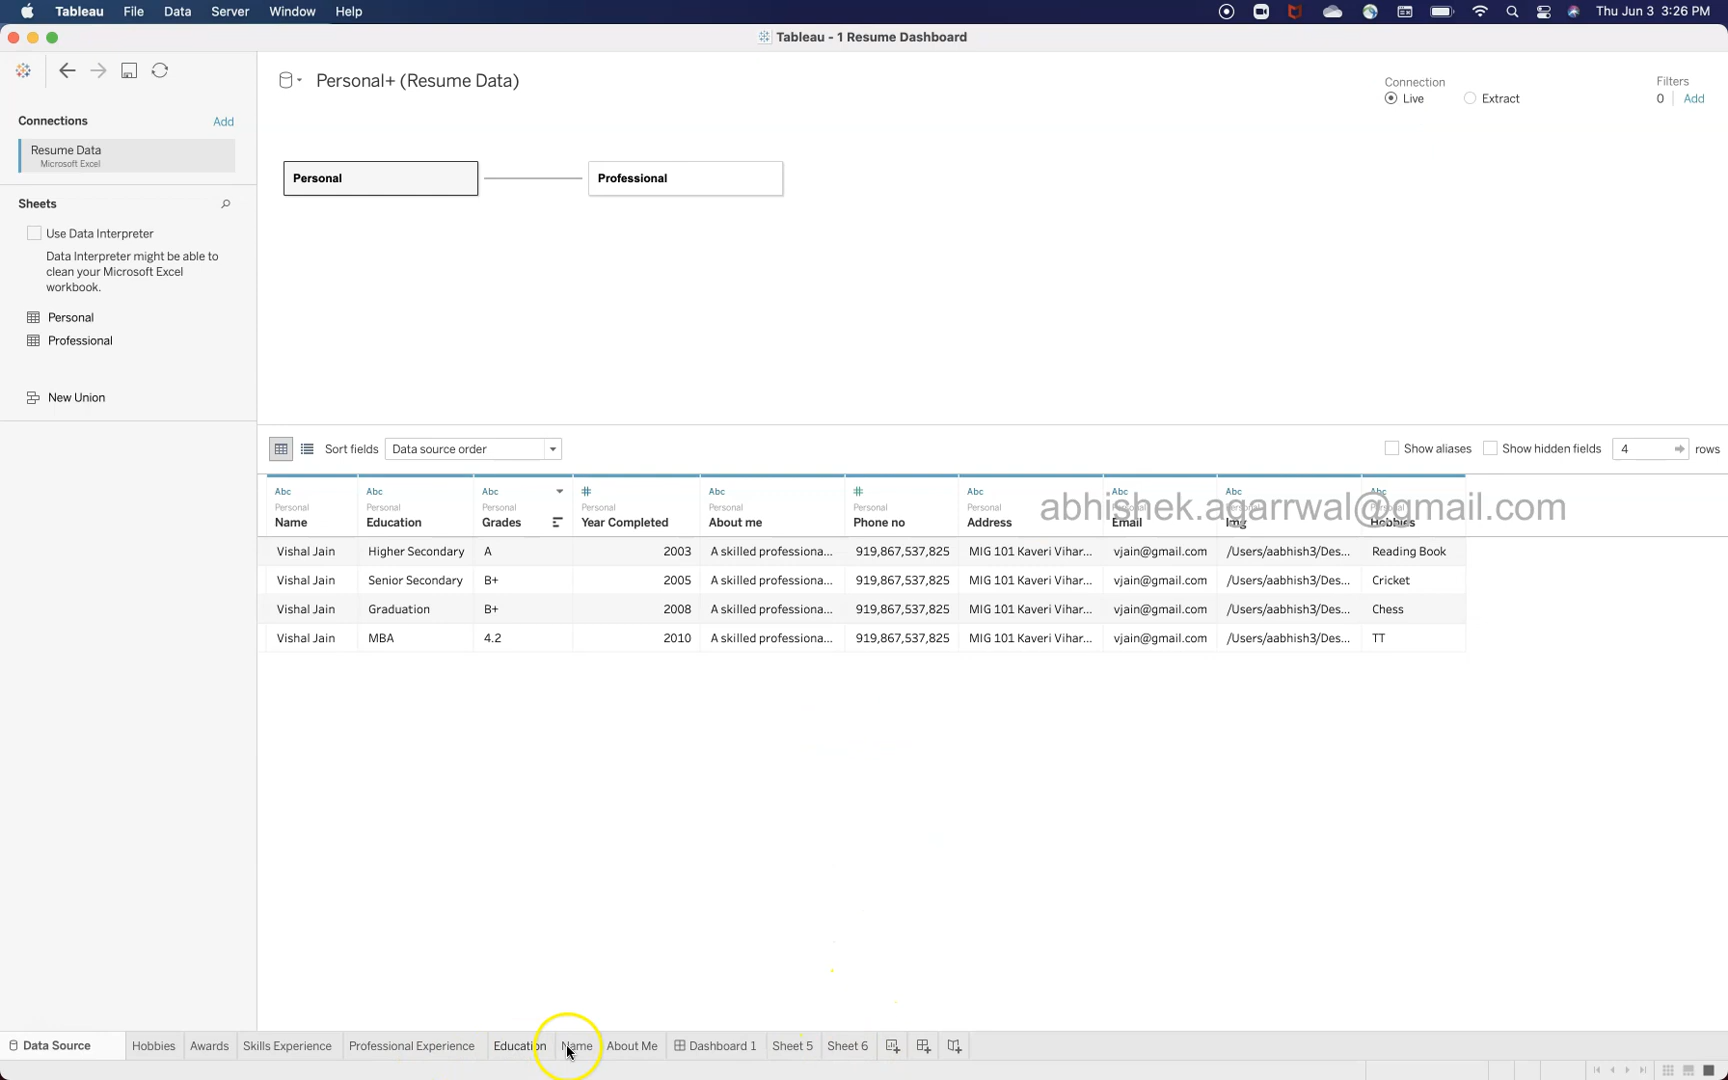 Tableau File Data Server Window Help Thu Jun 3 3:26 PM
Tableau - 1 Resume Dashboard
Personal+ (Resume Data)
Connection
Live Extract
Filters
0 Add
Connections Add
Resume Data
Microsoft Excel
Personal Professional
Sheets
Use Data Interpreter
Data Interpreter might be able to
clean your Microsoft Excel
workbook.
Personal
Professional
New Union
Sort fields Data source order Show aliases Show hidden fields 4 rows
Abc Abc Abc # Abc # Abc Abc Abc Abc
Personal Personal Personal Personal Personal Personal Personal Personal Personal Personal
Name Education Grades Year Completed About me Phone no Address Email Img Hobbies
abhishek.agarrwal@gmail.com
Vishal Jain Higher Secondary A 2003 A skilled professiona... 919,867,537,825 MIG 101 Kaveri Vihar... vjain@gmail.com /Users/aabhish3/Des... Reading Book
Vishal Jain Senior Secondary B+ 2005 A skilled professiona... 919,867,537,825 MIG 101 Kaveri Vihar... vjain@gmail.com /Users/aabhish3/Des... Cricket
Vishal Jain Graduation B+ 2008 A skilled professiona... 919,867,537,825 MIG 101 Kaveri Vihar... vjain@gmail.com /Users/aabhish3/Des... Chess
Vishal Jain MBA 4.2 2010 A skilled professiona... 919,867,537,825 MIG 101 Kaveri Vihar... vjain@gmail.com /Users/aabhish3/Des... TT
Data Source Hobbies Awards Skills Experience Professional Experience Education Name About Me Dashboard 1 Sheet 5 Sheet 6